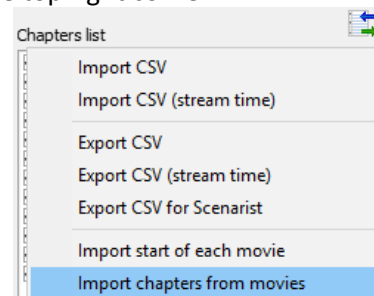 Chapters list
Import CSV
Import CSV (stream time)
Export CSV
Export CSV (stream time)
Export CSV for Scenarist
Import start of each movie
Import chapters from movies